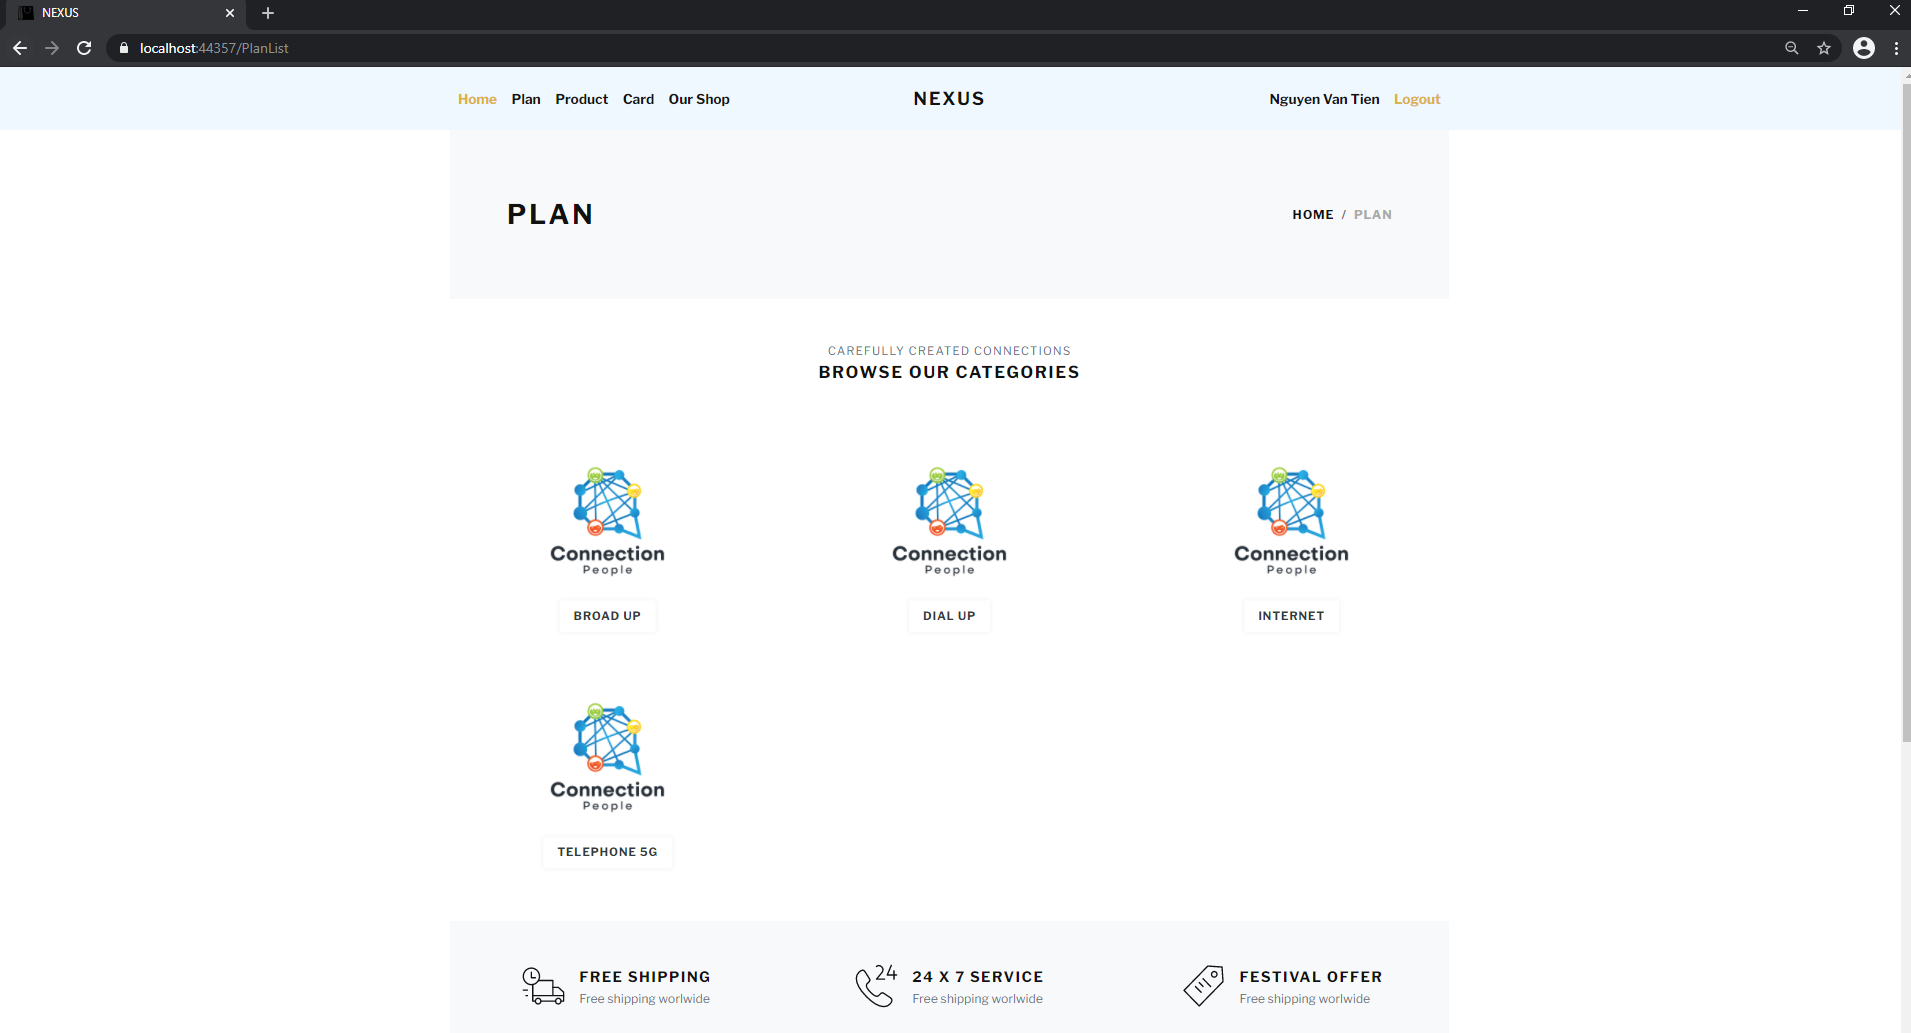 NEXUS
localhost:44357/PlanList
Home Plan Product Card Our Shop NEXUS Nguyen Van Tien Logout
PLAN HOME / PLAN
CAREFULLY CREATED CONNECTIONS
BROWSE OUR CATEGORIES
Connection Connection Connection
People People People
BROAD UP DIAL UP INTERNET
Connection
People
TELEPHONE 5G
24
FREE SHIPPING 24 X 7 SERVICE FESTIVAL OFFER
Free shipping worlwide Free shipping worlwide Free shipping worlwide